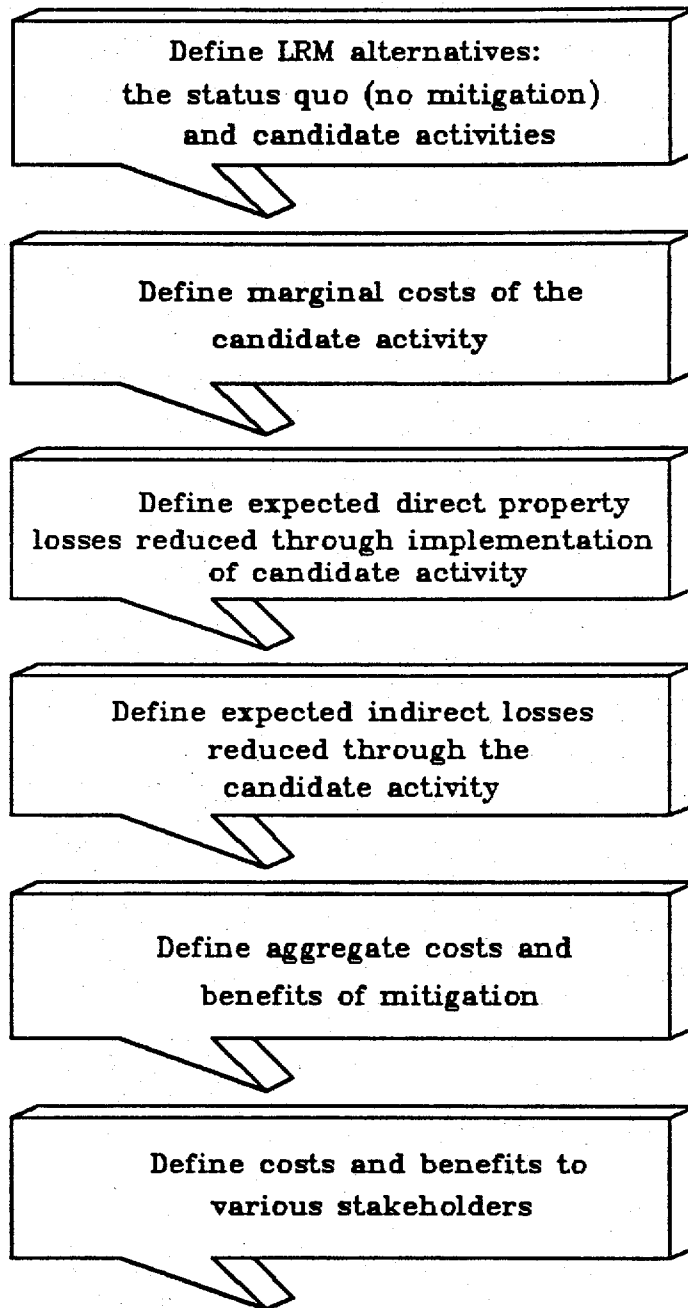 Define LRM alternatives:
the status quo (no mitigation)
and candidate activities
Define marginal costs of the
candidate activity
Define expected direct property
losses reduced through implementation
of candidate activity
Define expected indirect losses
reduced through the
candidate activity
Define aggregate costs and
benefits of mitigation
Define costs and benefits to
various stakeholders